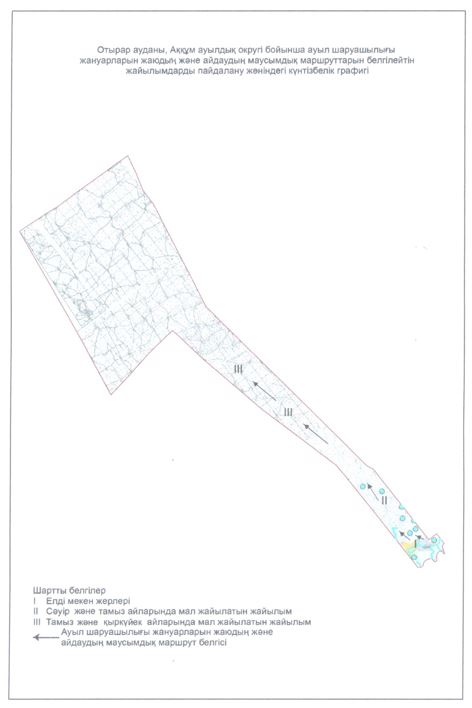 Отырар ауданы, Аққұм ауылдық округі бойынша ауыл шаруашылығы
жануарларын жаюдың және айдаудың маусымдық маршруттарын белгілейтін
жайылымдарды пайдалану жөніндегі күнтізбелік графигі
III
III
II
I
Шартты белгілер
I Елді мекен жерлері
II Сәуір және тамыз айларында мал жайылатын жайылым
III Тамыз және қыркүйек айларында мал жайылатын жайылым
Ауыл шаруашылығы жануарларын жаюдың және
айдаудың маусымдық маршрут белгісі